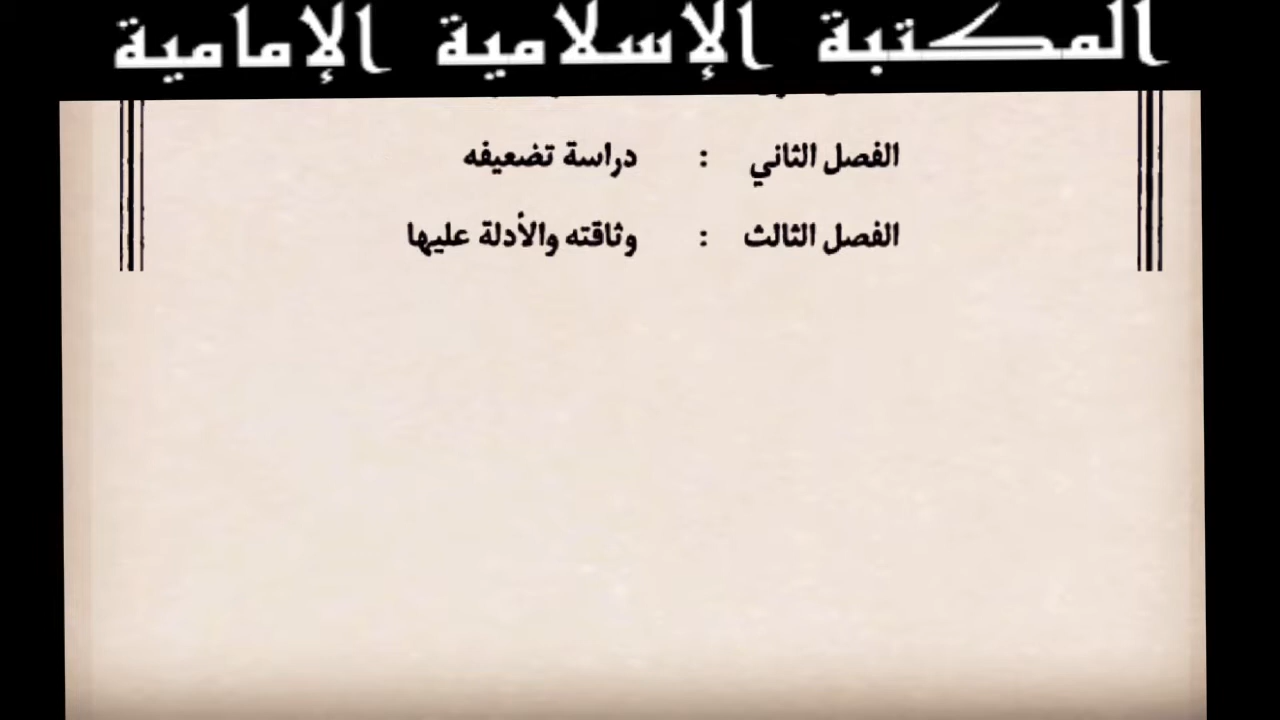 المكتبة الإسلامية الإمامية
الفصل الثاني : دراسة تضعيفه
الفصل الثالث : وثاقته والأدلة عليها